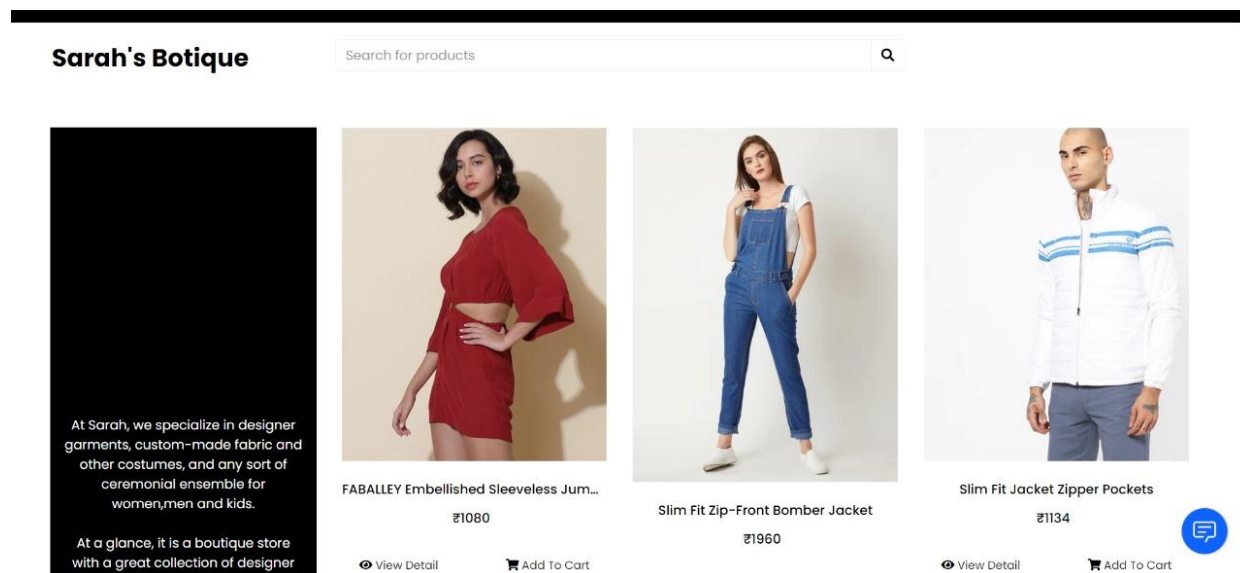 Sarah's Botique
Search for products
At Sarah, we specialize in designer
garments, custom-made fabric and
other costumes, and any sort of
ceremonial ensemble for
women,men and kids.
At a glance, it is a boutique store
with a great collection of designer
FABALLEY Embellished Sleeveless Jum...
₹1080
View Detail
Add To Cart
Slim Fit Zip-Front Bomber Jacket
₹1960
Slim Fit Jacket Zipper Pockets
₹1134
View Detail
Add To Cart